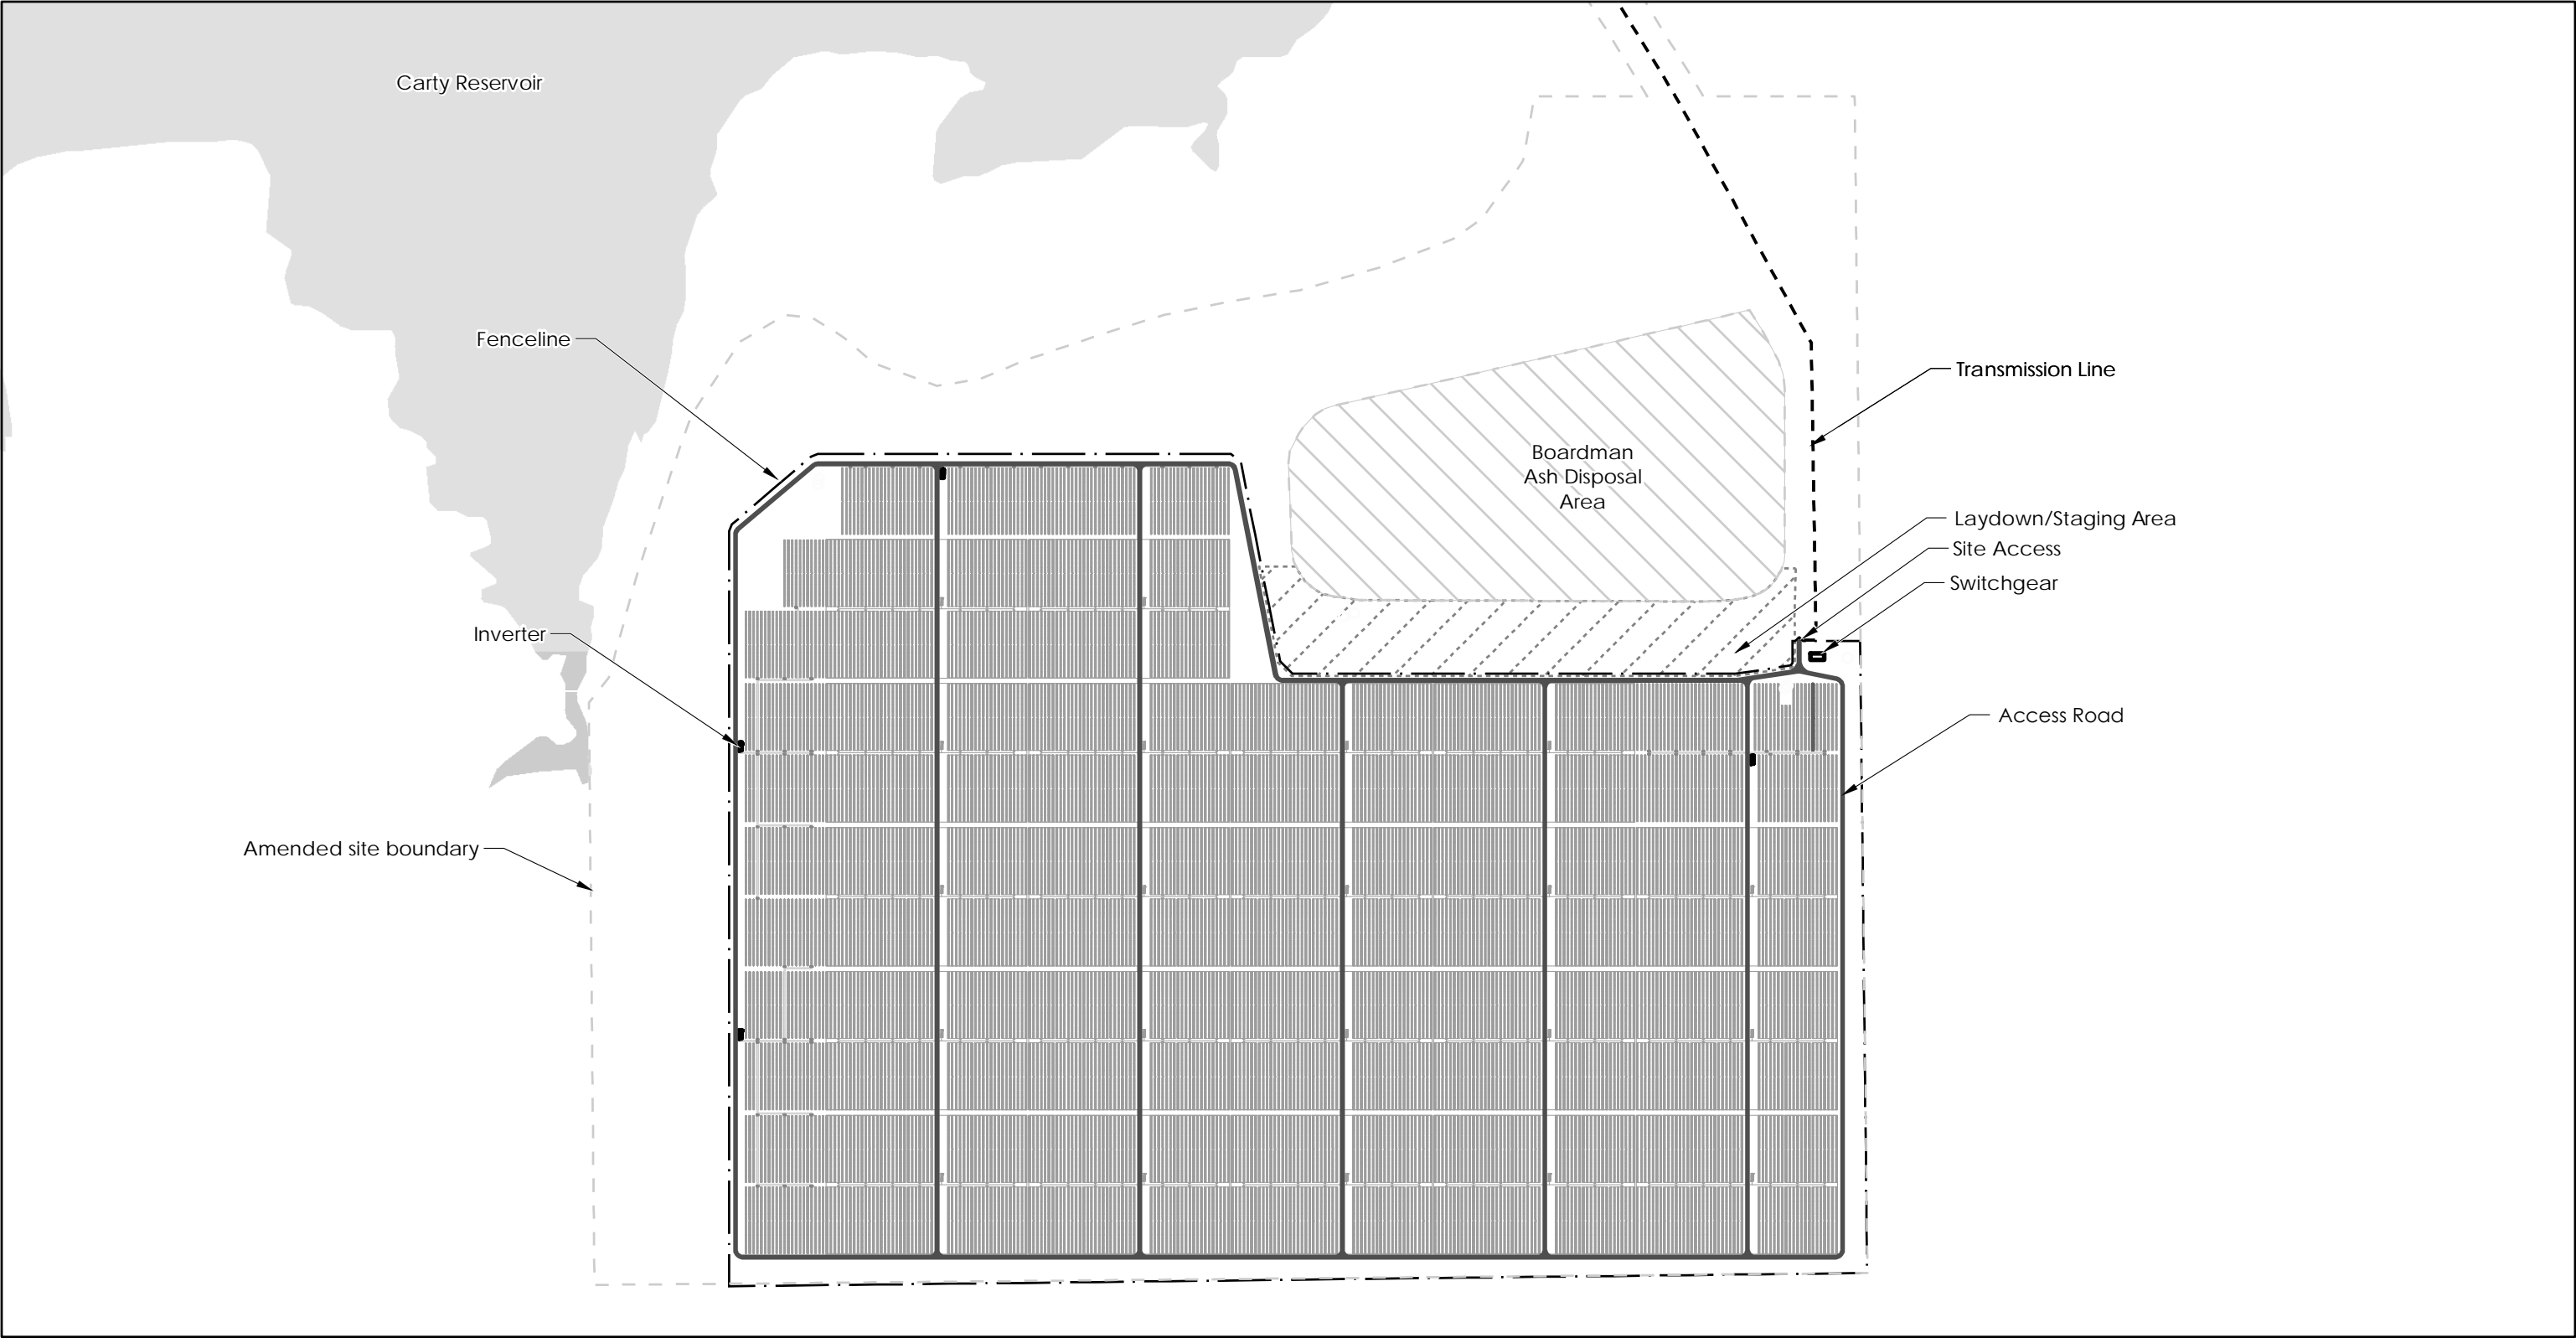 Carty Reservoir
Fenceline
Transmission Line
Boardman
Ash Disposal
Area
Laydown/Staging Area
Site Access
Switchgear
Inverter
Access Road
Amended site boundary